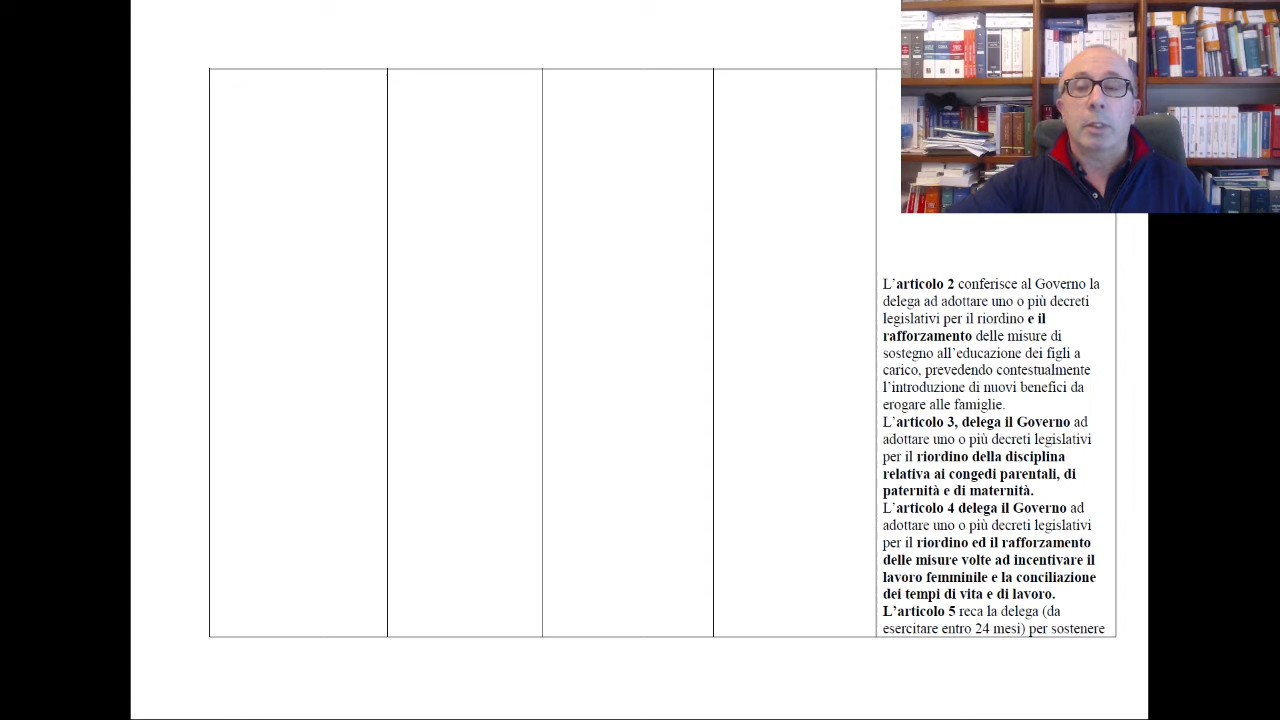 L’articolo 2 conferisce al Governo la
delega ad adottare uno o più decreti
legislativi per il riordino e il
rafforzamento delle misure di
sostegno all’educazione dei figli a
carico, prevedendo contestualmente
l’introduzione di nuovi benefici da
erogare alle famiglie.
L’articolo 3, delega il Governo ad
adottare uno o più decreti legislativi
per il riordino della disciplina
relativa ai congedi parentali, di
paternità e di maternità.
L’articolo 4 delega il Governo ad
adottare uno o più decreti legislativi
per il riordino ed il rafforzamento
delle misure volte ad incentivare il
lavoro femminile e la conciliazione
dei tempi di vita e di lavoro.
L’articolo 5 reca la delega (da
esercitare entro 24 mesi) per sostenere